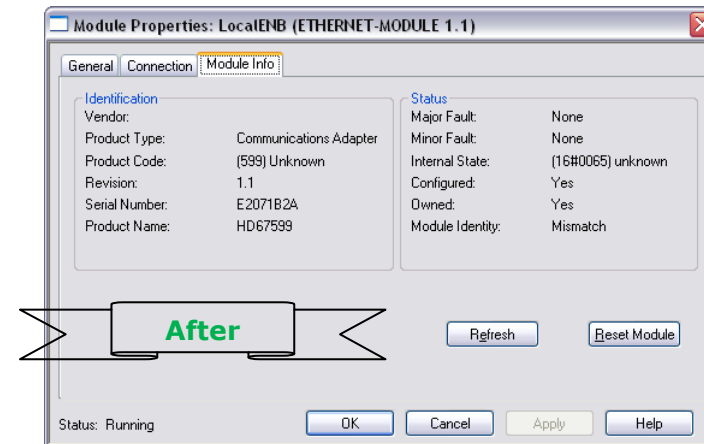 Module Properties: LocalENB (ETHERNET-MODULE 1.1)
General Connection Module Info
Identification
Vendor:
Product Type: Communications Adapter
Product Code: (599) Unknown
Revision: 1.1
Serial Number: E2071B2A
Product Name: HD67599
Status
Major Fault: None
Minor Fault: None
Internal State: (16#0065) unknown
Configured: Yes
Owned: Yes
Module Identity: Mismatch
After
Refresh Reset Module
Status: Running OK Cancel Apply Help